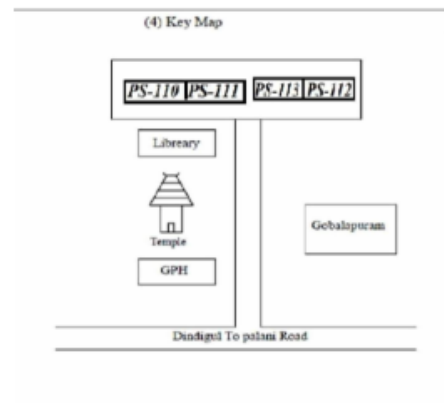 (4) Key Map
PS-110 PS-111 PS-113 PS-112
Libreary
Gobalapuram
Temple
GPH
Dindigul To palani Road